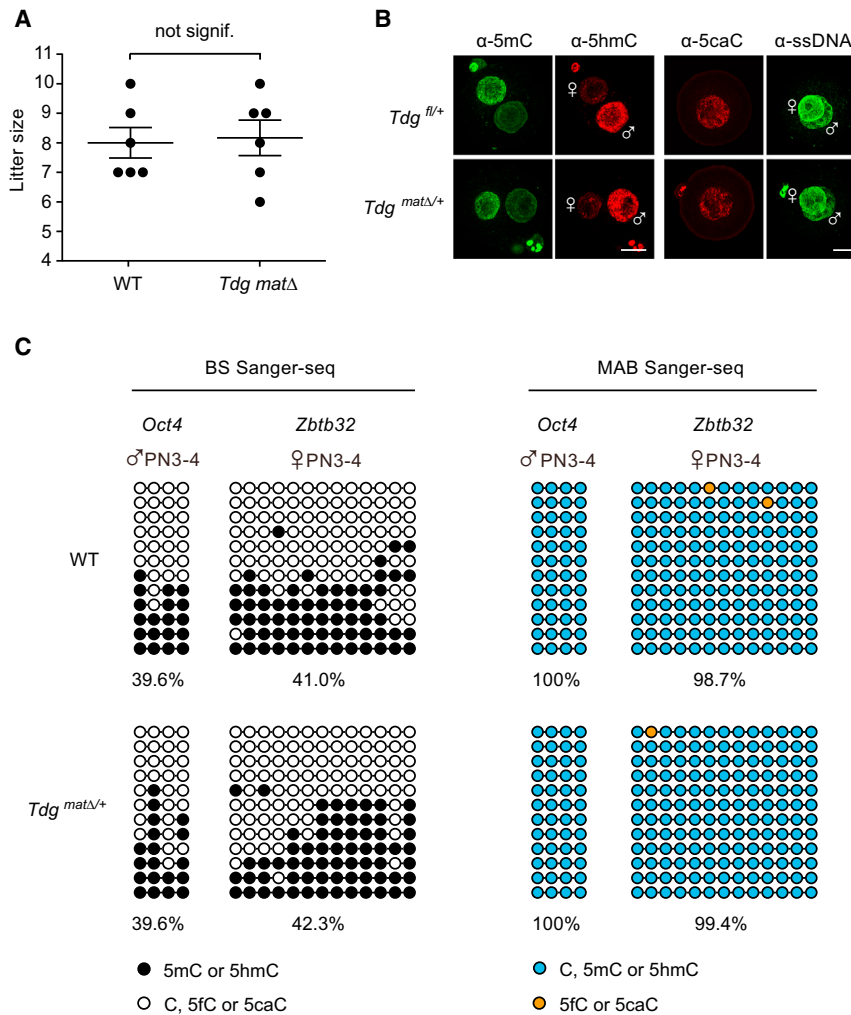 A
not signif.
Litter size
11
10
9
8
7
6
5
4
WT
Tdg matΔ
B
α-5mC α-5hmC α-5caC α-ssDNA
Tdg fl/+
♀ ♂ ♀ ♂
Tdg matΔ/+
♀ ♂ ♀ ♂
C
BS Sanger-seq MAB Sanger-seq
Oct4 Zbtb32 Oct4 Zbtb32
♂PN3-4 ♀PN3-4 ♂PN3-4 ♀PN3-4
WT
39.6% 41.0% 100% 98.7%
Tdg matΔ/+
39.6% 42.3% 100% 99.4%
5mC or 5hmC
C, 5fC or 5caC
C, 5mC or 5hmC
5fC or 5caC